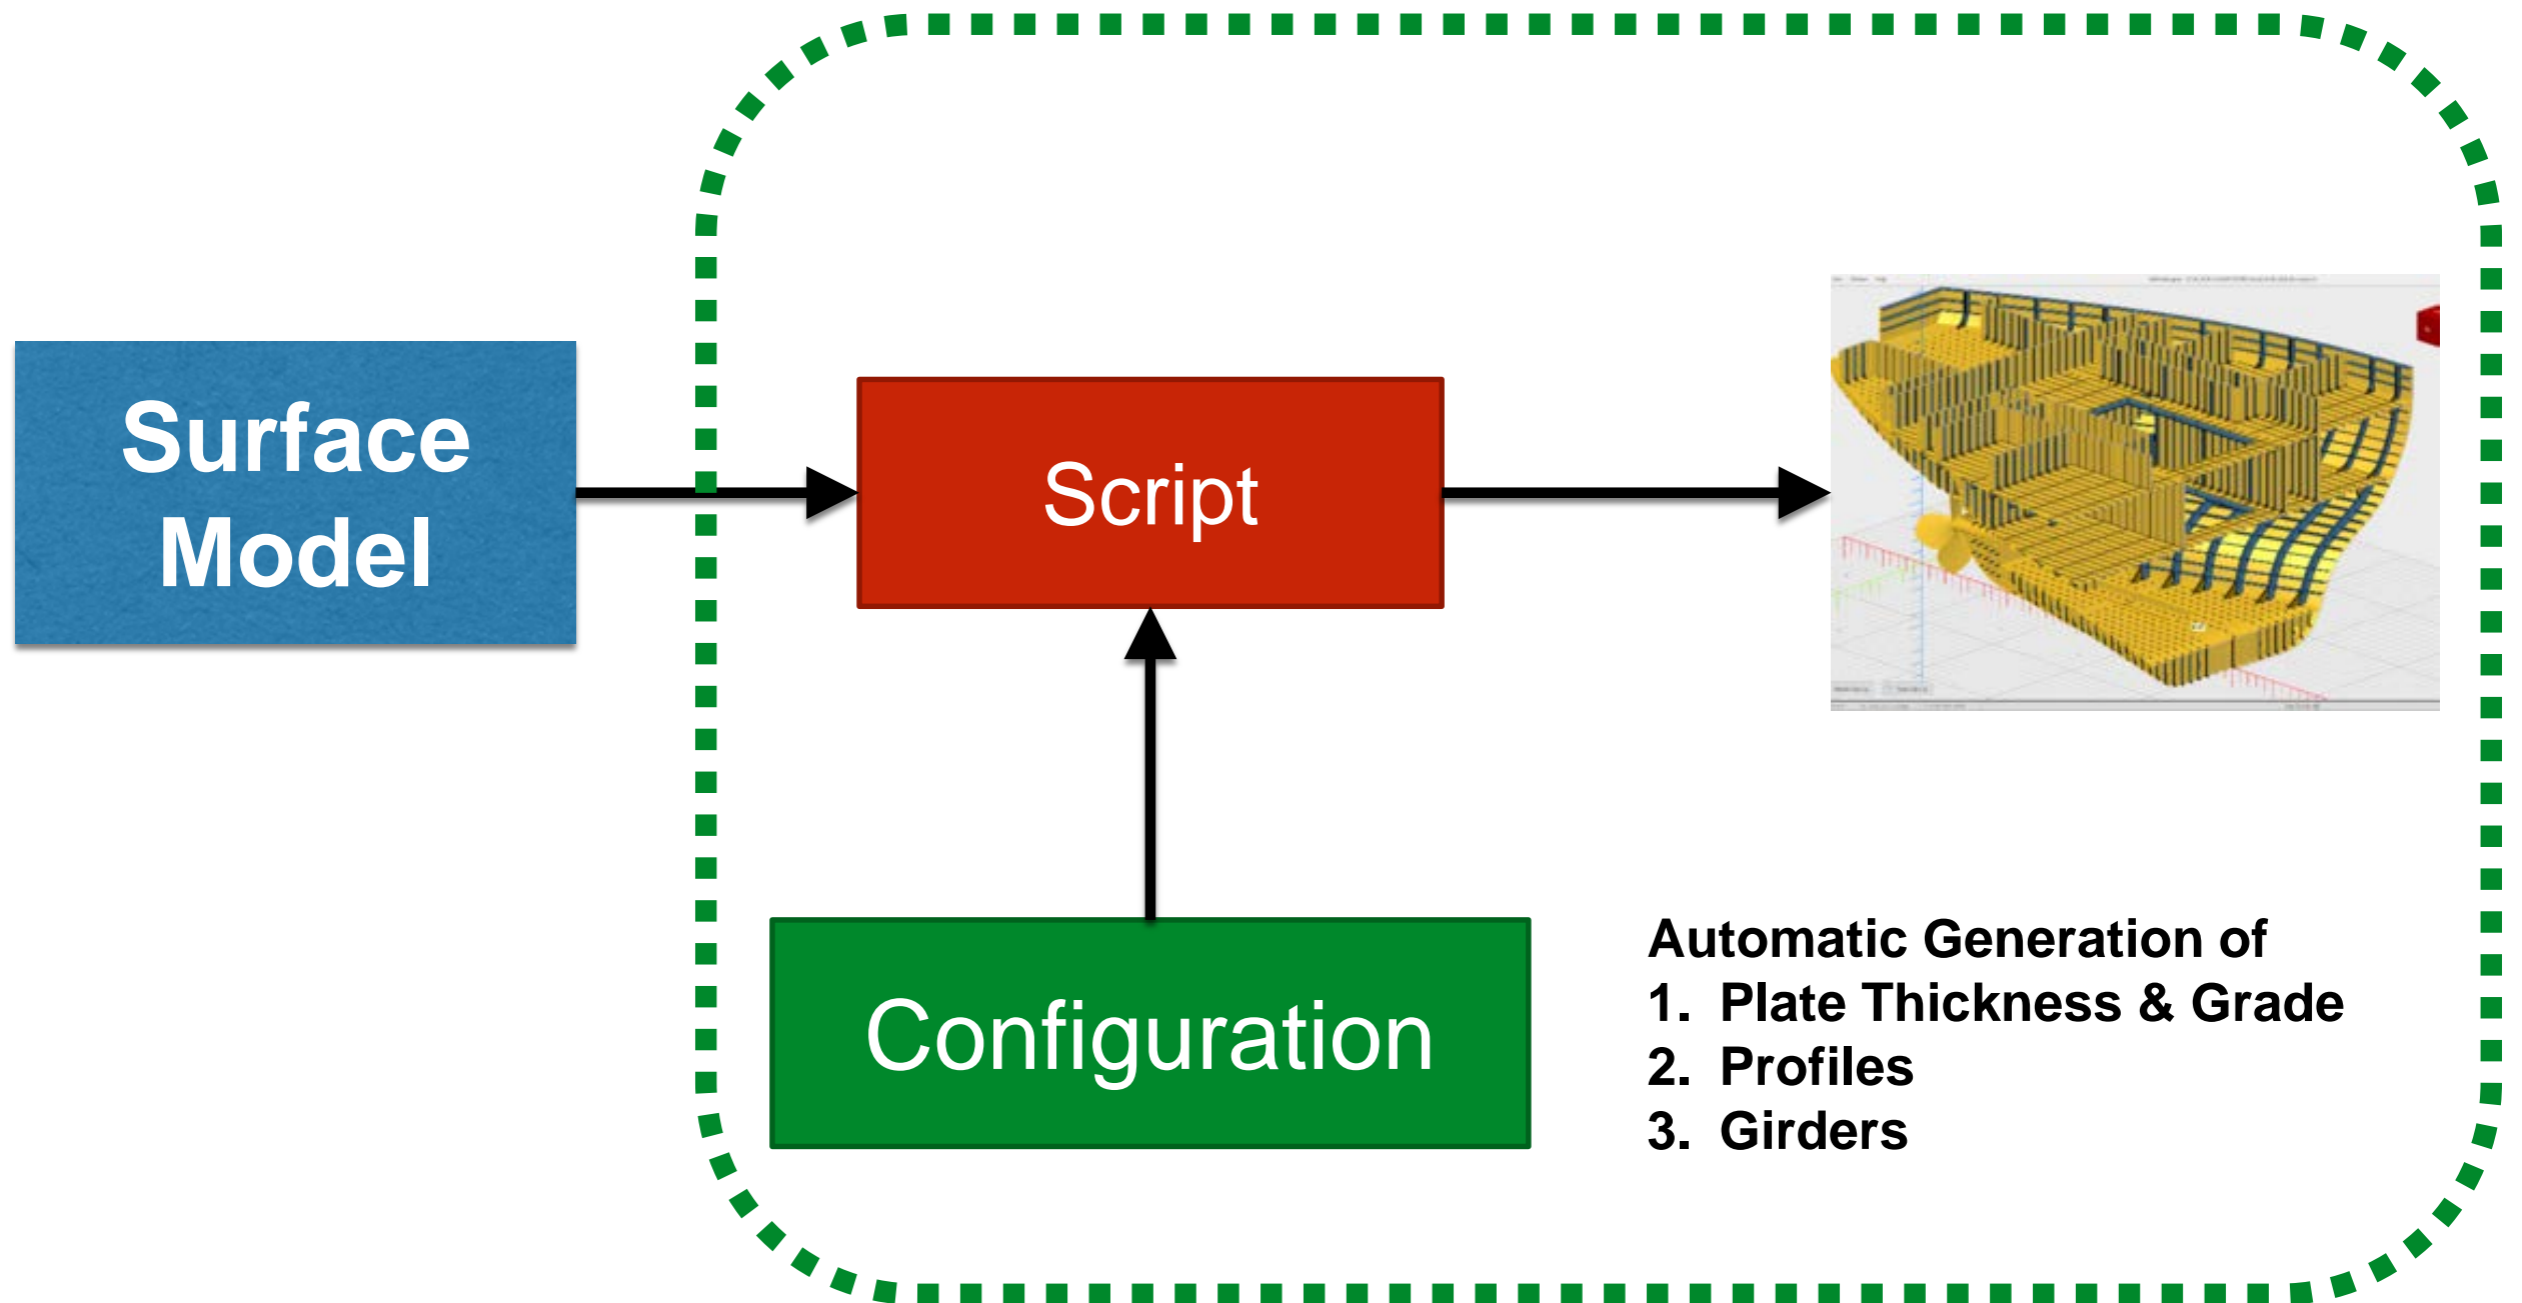 Surface
Model
Script
Configuration
Automatic Generation of
1. Plate Thickness & Grade
2. Profiles
3. Girders